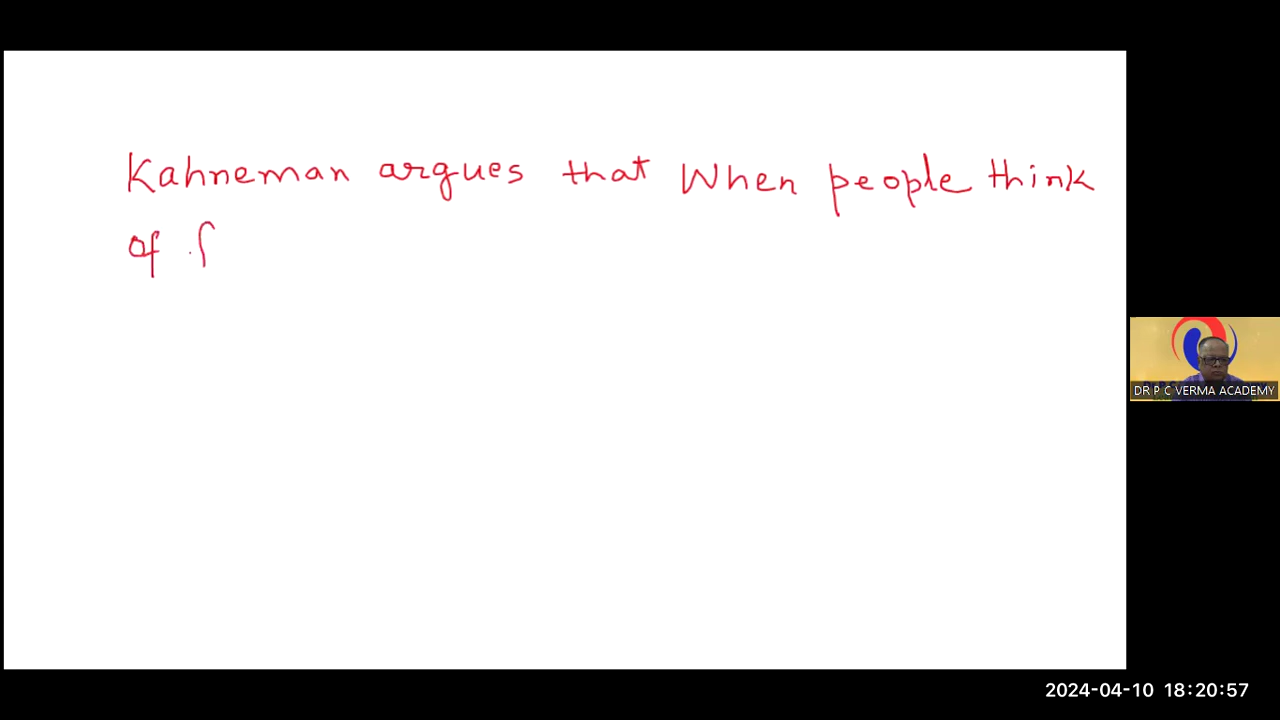 Kahneman argues that When people think
of
DR P C VERMA ACADEMY
2024-04-10 18:20:57